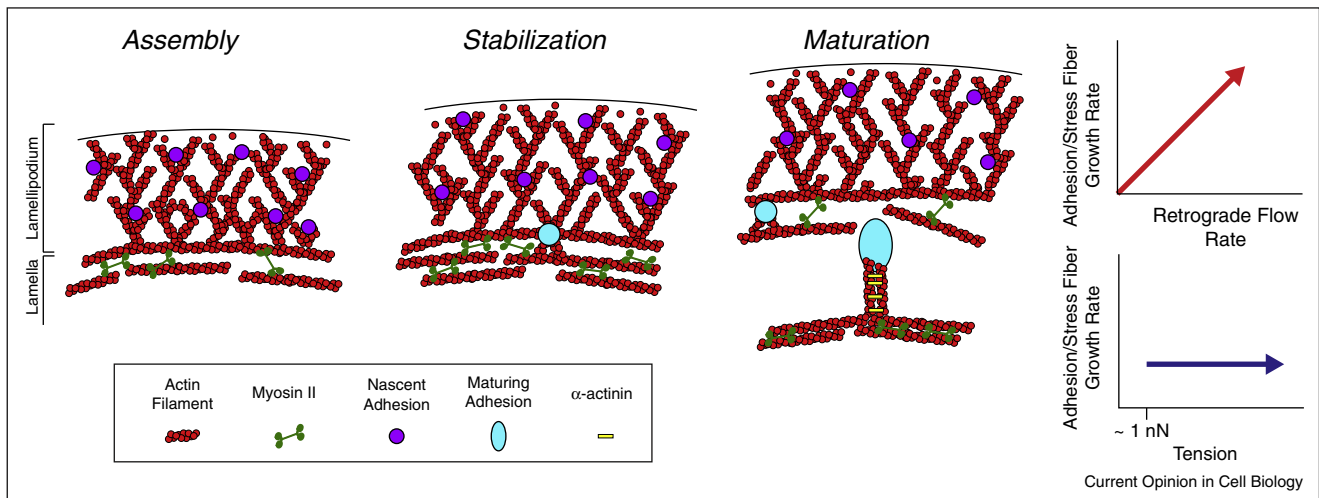 Assembly
Stabilization
Maturation
Lamellipodium
Lamella
Actin
Filament
Myosin II
Nascent
Adhesion
Maturing
Adhesion
α-actinin
Adhesion/Stress Fiber
Growth Rate
Retrograde Flow
Rate
Adhesion/Stress Fiber
Growth Rate
~ 1 nN
Tension
Current Opinion in Cell Biology